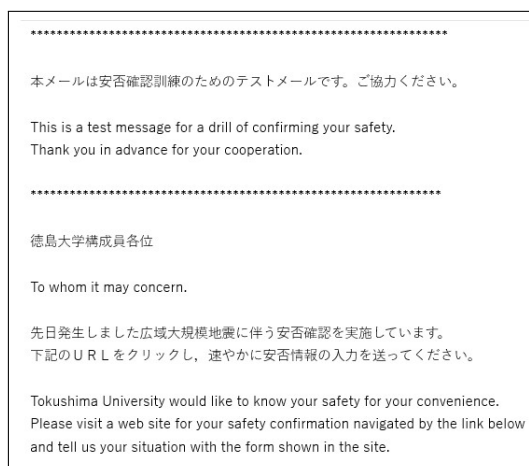 ****************************************************************
本メールは安否確認訓練のためのテストメールです。ご協力ください。
This is a test message for a drill of confirming your safety.
Thank you in advance for your cooperation.
***************************************************************
徳島大学構成員各位
To whom it may concern.
先日発生しました広域大規模地震に伴う安否確認を実施しています。
下記のＵＲＬをクリックし，速やかに安否情報の入力を送ってください。
Tokushima University would like to know your safety for your convenience.
Please visit a web site for your safety confirmation navigated by the link below
and tell us your situation with the form shown in the site.